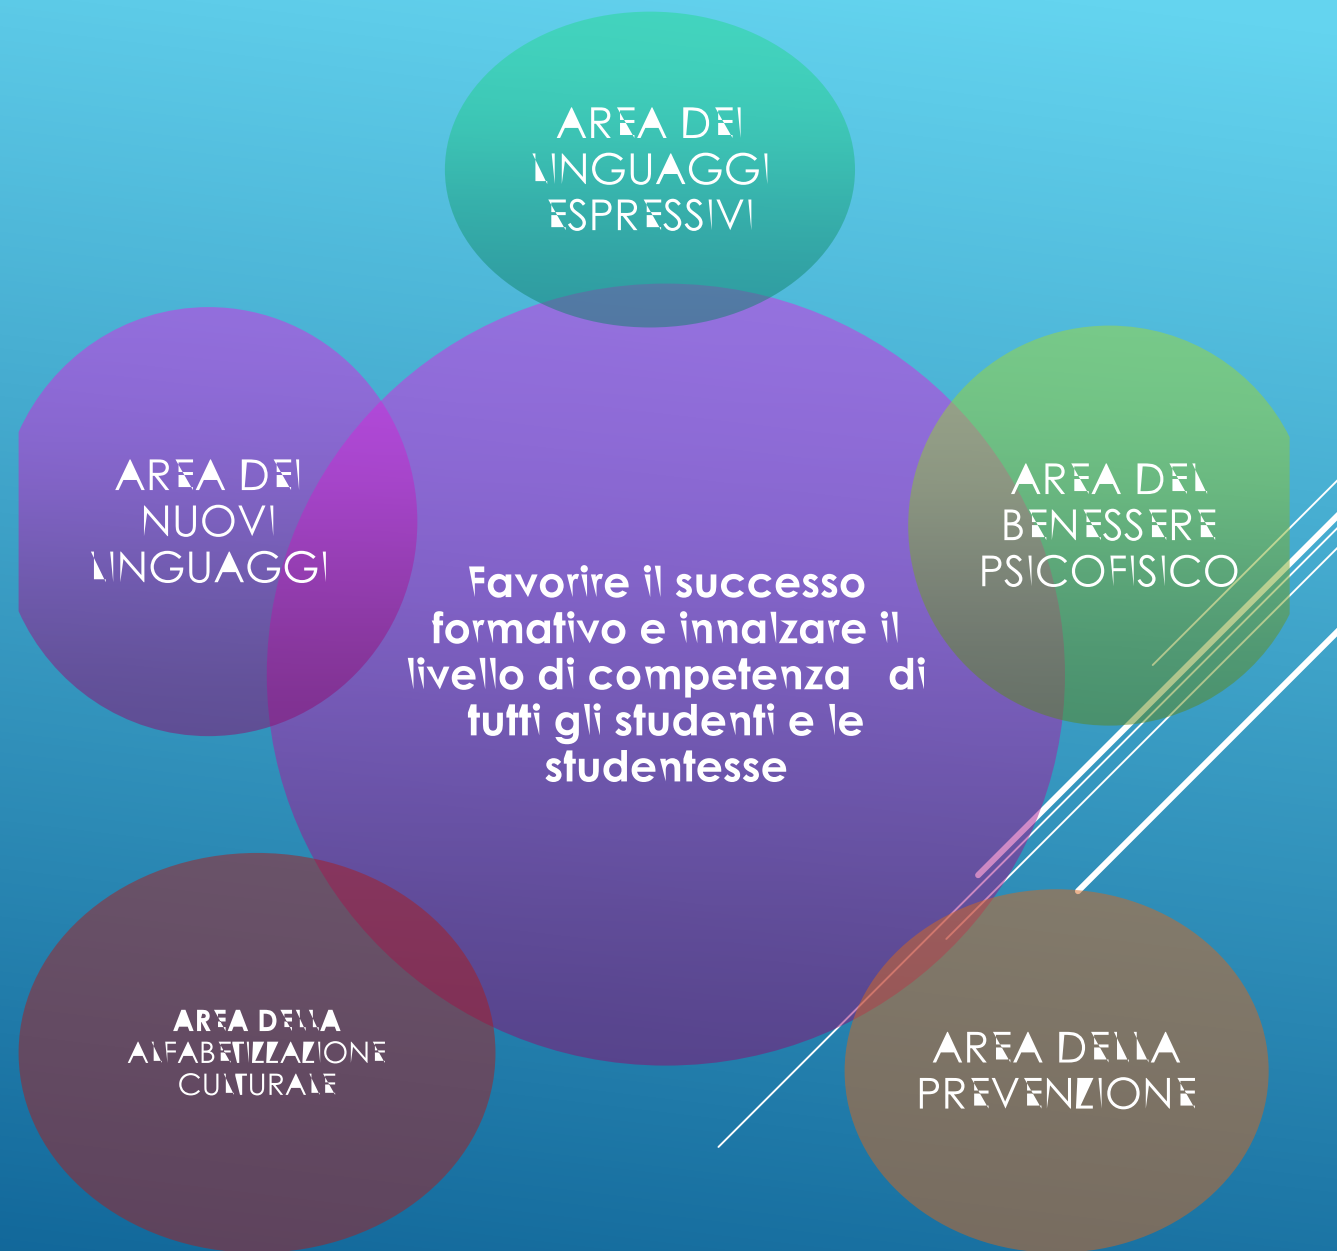 AREA DEI
LINGUAGGI
ESPRESSIVI
AREA DEI
NUOVI
LINGUAGGI
AREA DEL
BENESSERE
PSICOFISICO
Favorire il successo
formativo e innalzare il
livello di competenza di
tutti gli studenti e le
studentesse
AREA DELLA
ALFABETIZZAZIONE
CULTURALE
AREA DELLA
PREVENZIONE